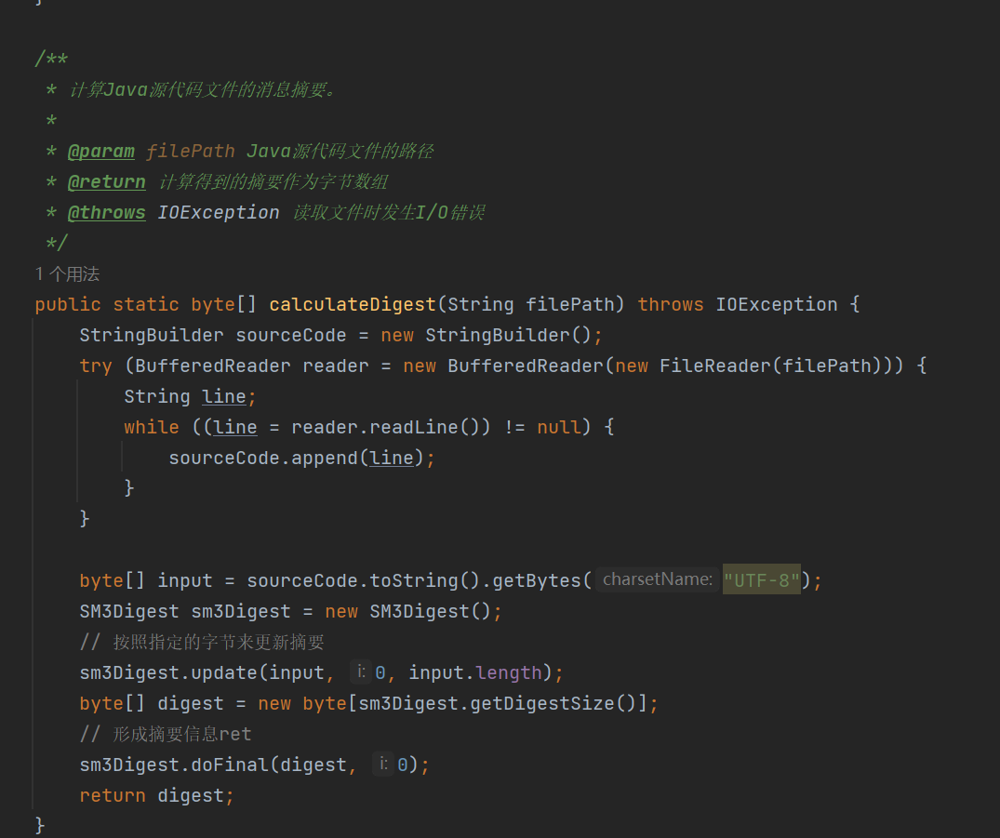 }
/**
 * 计算Java源代码文件的消息摘要。
 *
 * @param filePath Java源代码文件的路径
 * @return 计算得到的摘要作为字节数组
 * @throws IOException 读取文件时发生I/O错误
 */
1 个用法
public static byte[] calculateDigest(String filePath) throws IOException {
    StringBuilder sourceCode = new StringBuilder();
    try (BufferedReader reader = new BufferedReader(new FileReader(filePath))) {
        String line;
        while ((line = reader.readLine()) != null) {
            sourceCode.append(line);
        }
    }
    byte[] input = sourceCode.toString().getBytes( charsetName: "UTF-8");
    SM3Digest sm3Digest = new SM3Digest();
    // 按照指定的字节来更新摘要
    sm3Digest.update(input, i: 0, input.length);
    byte[] digest = new byte[sm3Digest.getDigestSize()];
    // 形成摘要信息ret
    sm3Digest.doFinal(digest, i: 0);
    return digest;
}